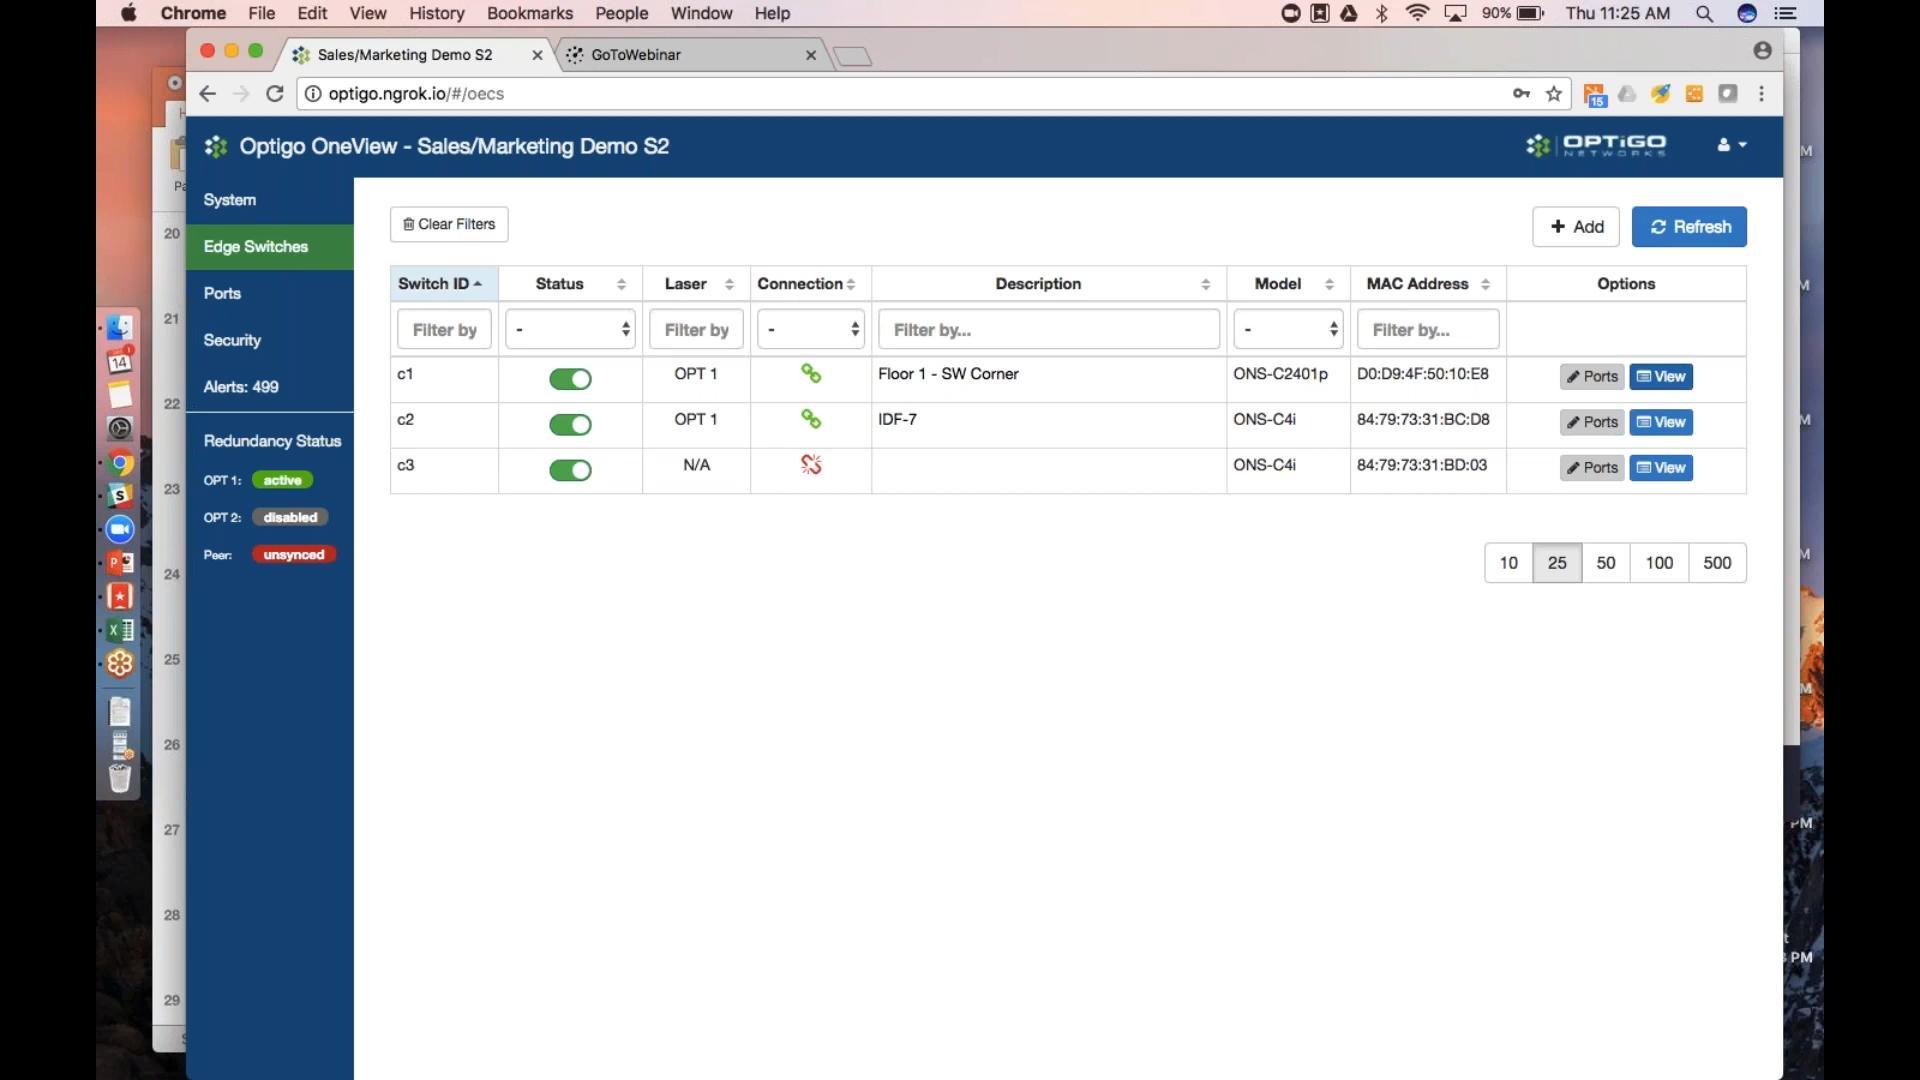 Chrome File Edit View History Bookmarks People Window Help 90% Thu 11:25 AM
Sales/Marketing Demo S2 GoToWebinar
optigo.ngrok.io/#/oecs 15
Optigo OneView - Sales/Marketing Demo S2 OPTiGO NETWORKS
System
Edge Switches
Ports
Security
Alerts: 499
Redundancy Status
OPT 1: active
OPT 2: disabled
Peer: unsynced
Clear Filters + Add Refresh
Switch ID Status Laser Connection Description Model MAC Address Options
Filter by - Filter by - Filter by... - Filter by...
c1 OPT 1 Floor 1 - SW Corner ONS-C2401p D0:D9:4F:50:10:E8 Ports View
c2 OPT 1 IDF-7 ONS-C4i 84:79:73:31:BC:D8 Ports View
c3 N/A ONS-C4i 84:79:73:31:BD:03 Ports View
10 25 50 100 500
20
21
22
23
24
25
26
27
28
29
14
Pa
M
M
M
M
M
PM
PM